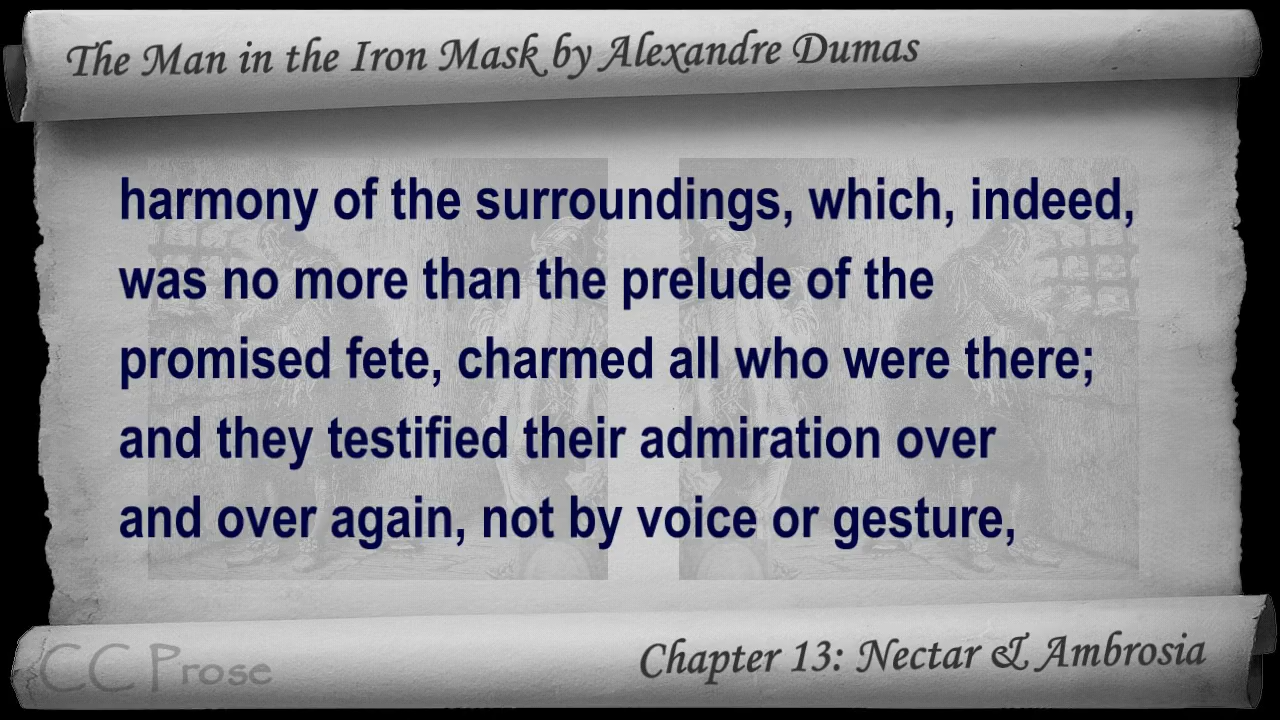 The Man in the Iron Mask by Alexandre Dumas
harmony of the surroundings, which, indeed,
was no more than the prelude of the
promised fete, charmed all who were there;
and they testified their admiration over
and over again, not by voice or gesture,
CC Prose
Chapter 13: Nectar & Ambrosia